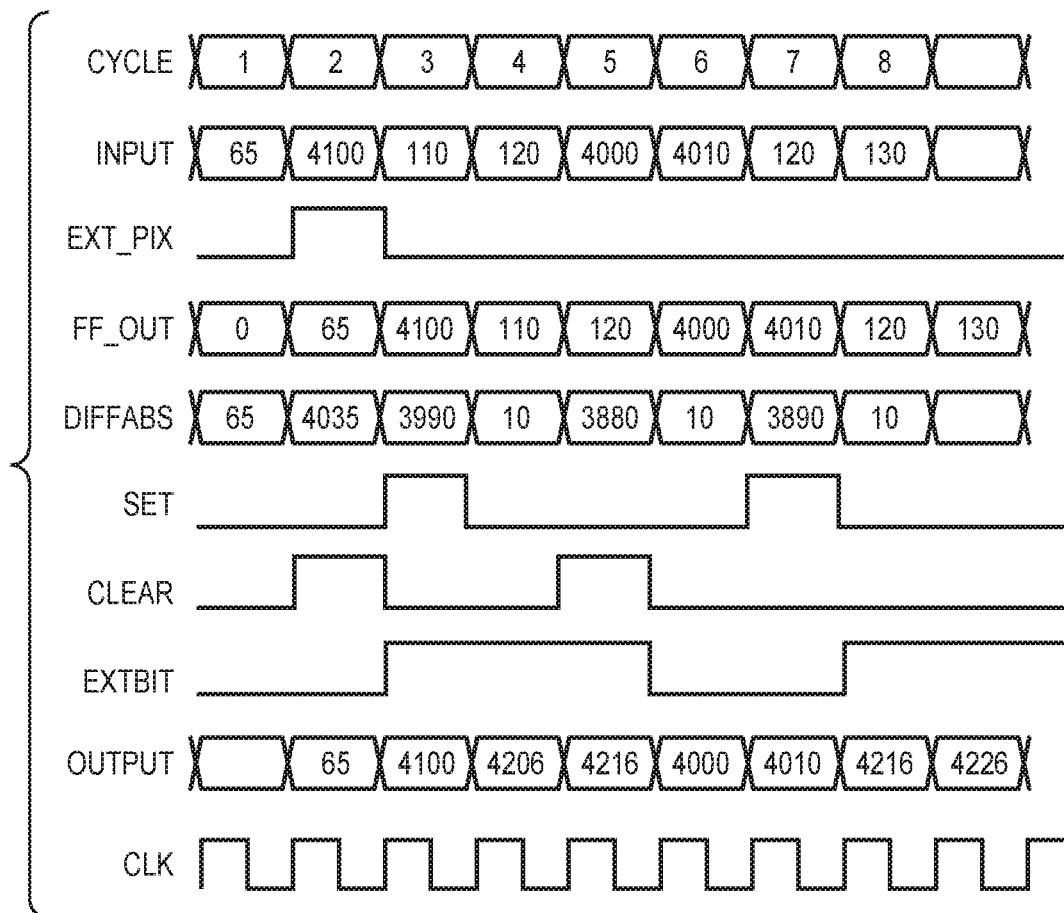 CYCLE 1 2 3 4 5 6 7 8
INPUT 65 4100 110 120 4000 4010 120 130
EXT_PIX
FF_OUT 0 65 4100 110 120 4000 4010 120 130
DIFFABS 65 4035 3990 10 3880 10 3890 10
SET
CLEAR
EXTBIT
OUTPUT 65 4100 4206 4216 4000 4010 4216 4226
CLK